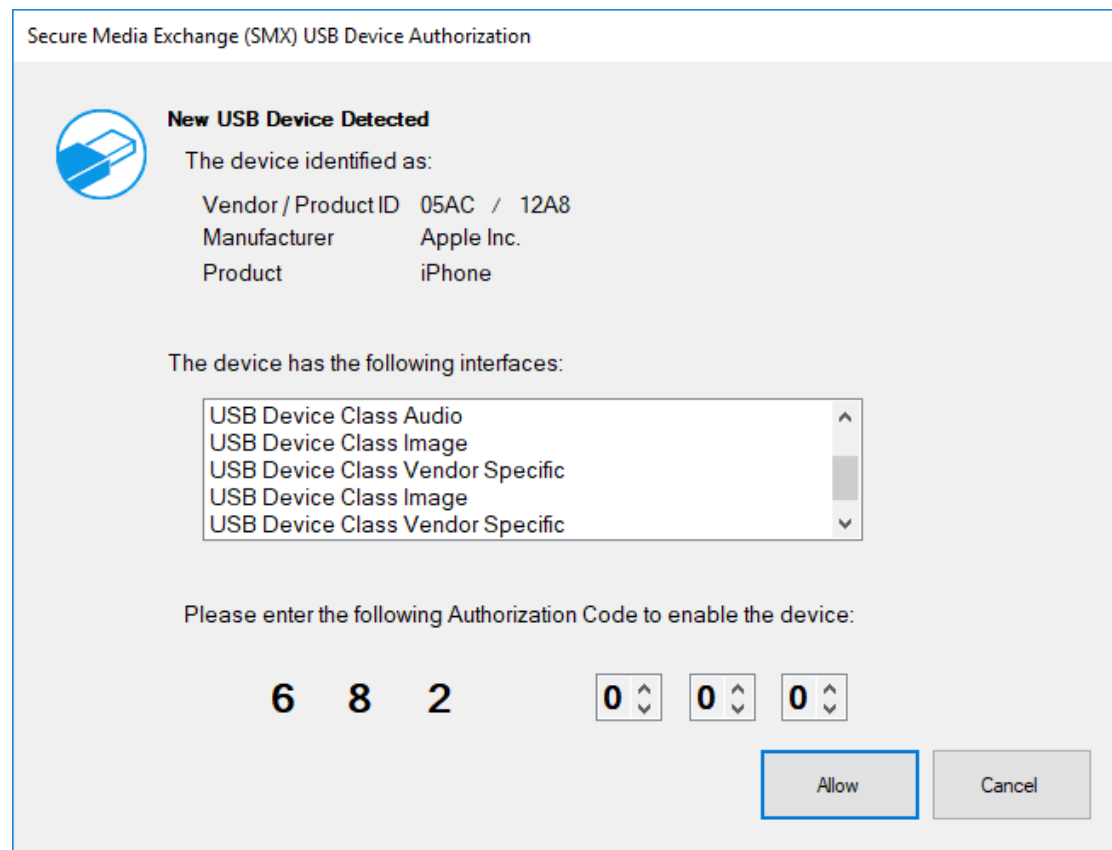 Secure Media Exchange (SMX) USB Device Authorization
New USB Device Detected
The device identified as:
Vendor / Product ID 05AC / 12A8
Manufacturer Apple Inc.
Product iPhone
The device has the following interfaces:
USB Device Class Audio
USB Device Class Image
USB Device Class Vendor Specific
USB Device Class Image
USB Device Class Vendor Specific
Please enter the following Authorization Code to enable the device:
6 8 2 0 0 0
Allow Cancel